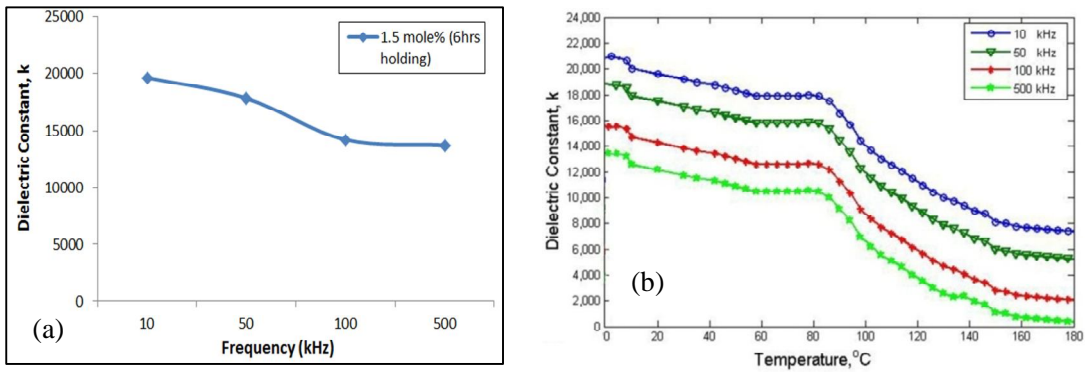 25000
20000
15000
10000
5000
0
Dielectric Constant, k
1.5 mole% (6hrs
holding)
10 50 100 500
Frequency (kHz)
(a)
24,000
22,000
20,000
18,000
16,000
14,000
12,000
10,000
8,000
6,000
4,000
2,000
0
Dielectric Constant, k
10 kHz
50 kHz
100 kHz
500 kHz
0 20 40 60 80 100 120 140 160 180
Temperature,°C
(b)